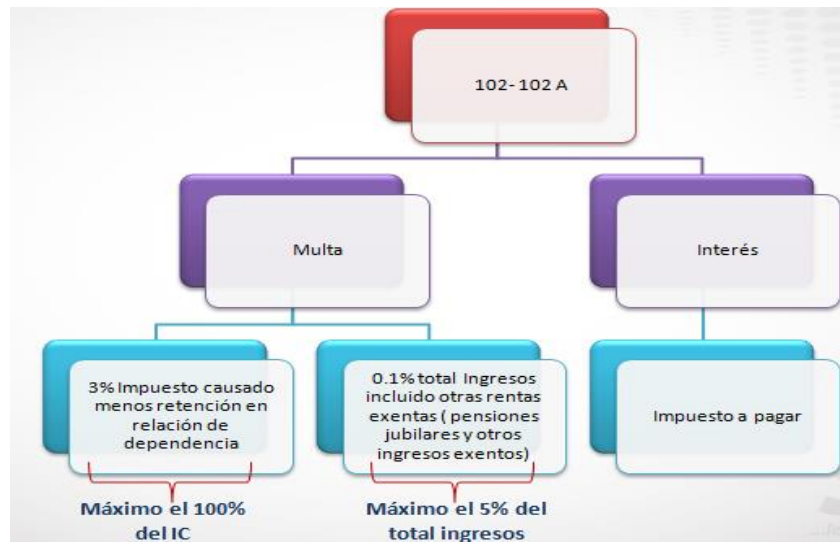 102- 102 A
Multa
Interés
3% Impuesto causado
menos retención en
relación de
dependencia
0.1% total Ingresos
incluido otras rentas
exentas ( pensiones
jubilares y otros
ingresos exentos)
Impuesto a pagar
Máximo el 100%
del IC
Máximo el 5% del
total ingresos